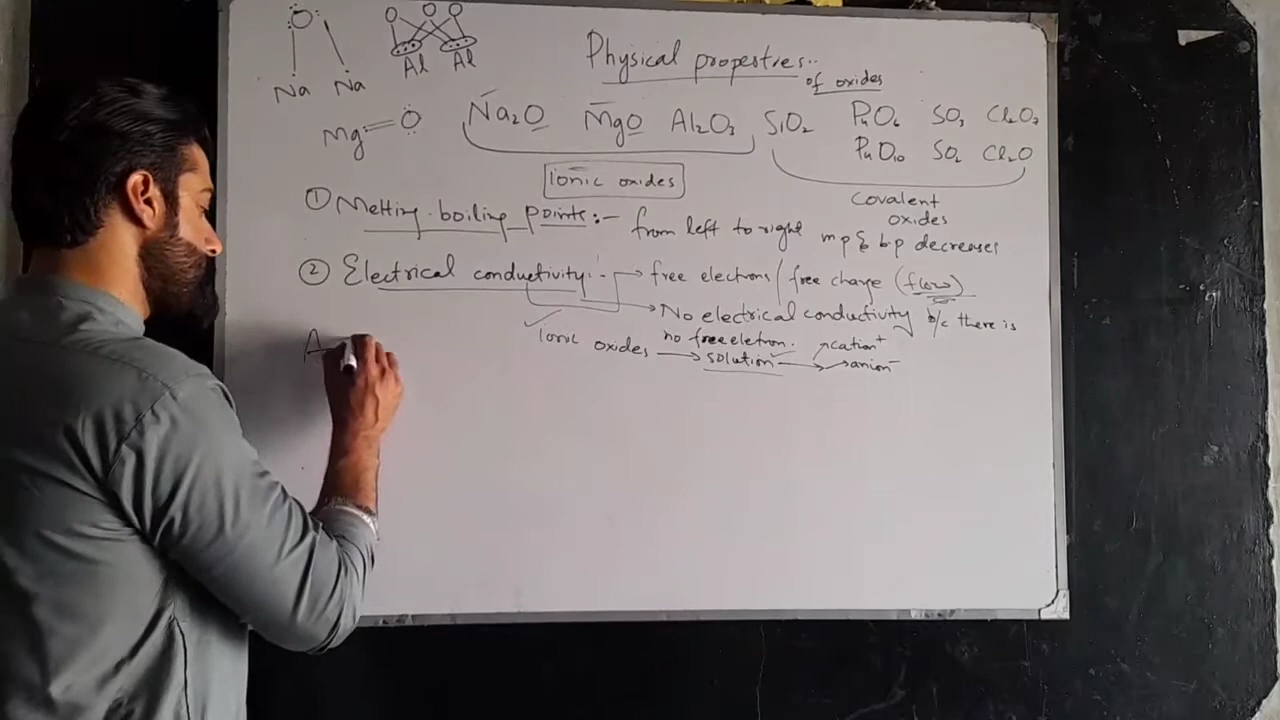 O
Na Na
Al Al
Mg = O
Physical properties..
of oxides
Na₂O MgO Al₂O₃ SiO₂ P₄O₆ SO₃ Cl₂O₇
P₄O₁₀ SO₂ Cl₂O
Ionic oxides
covalent
oxides
① Melting. boiling points:- from left to right mp & b.p decreases
② Electrical conductivity:- → free electrons / free charge (flow)
→ No electrical conductivity b/c there is
no free eletron.
Ionic oxides → solution → cation⁺
→ anion⁻
A